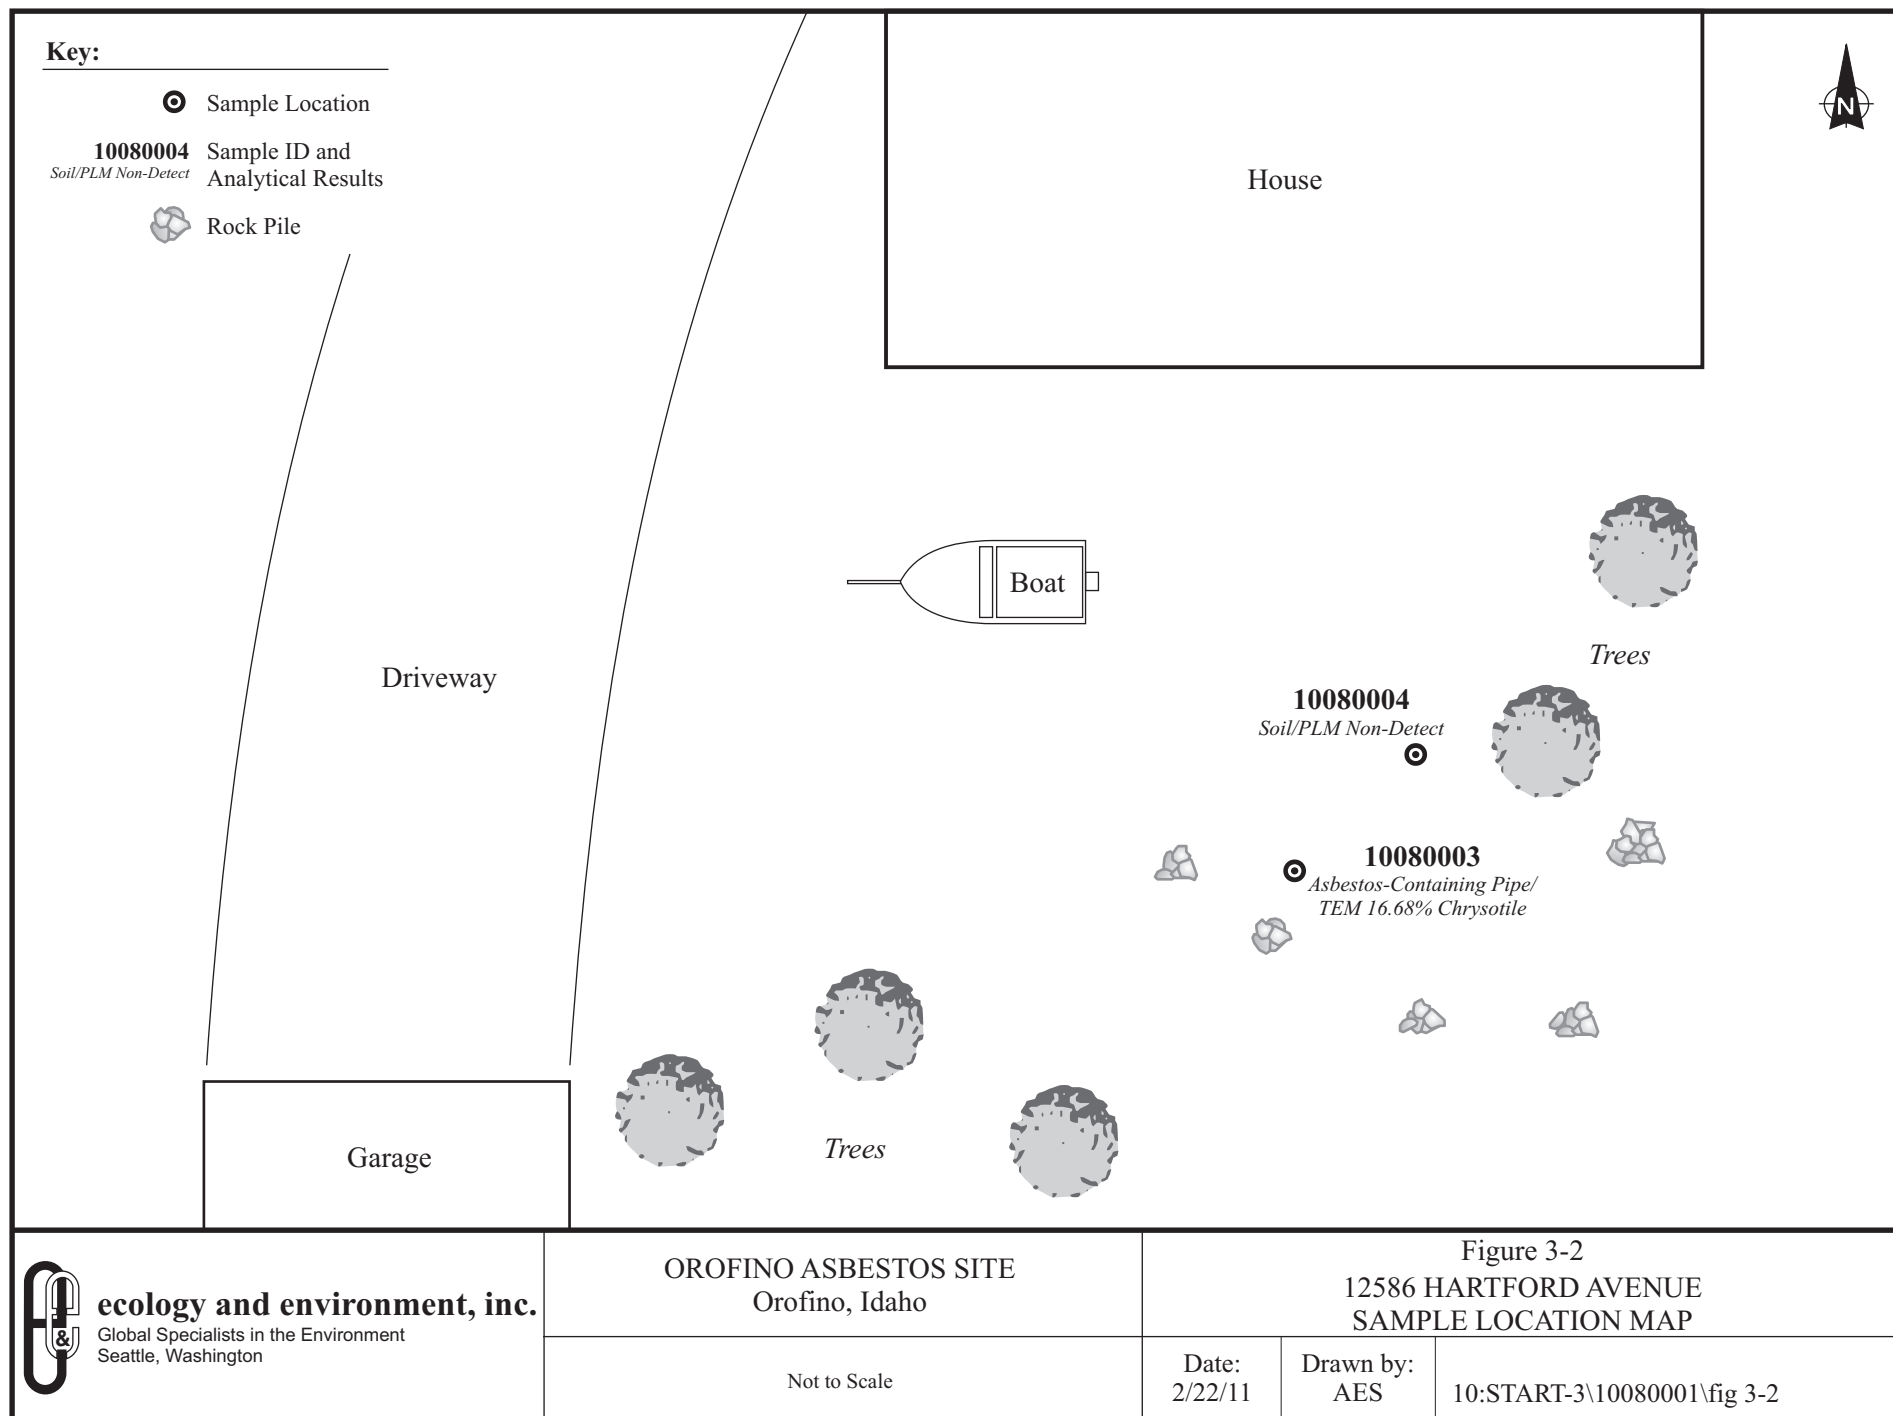 Key:
Sample Location
10080004 Sample ID and
Soil/PLM Non-Detect Analytical Results
Rock Pile
N
House
Boat
Driveway
Trees
10080004
Soil/PLM Non-Detect
10080003
Asbestos-Containing Pipe/
TEM 16.68% Chrysotile
Trees
Garage
e
&
e
ecology and environment, inc.
Global Specialists in the Environment
Seattle, Washington
OROFINO ASBESTOS SITE
Orofino, Idaho
Not to Scale
Figure 3-2
12586 HARTFORD AVENUE
SAMPLE LOCATION MAP
Date:
2/22/11
Drawn by:
AES
10:START-3\10080001\fig 3-2